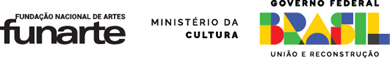 FUNDAÇÃO NACIONAL DE ARTES
funarte
MINISTÉRIO DA
CULTURA
GOVERNO FEDERAL
BRASIL
UNIÃO E RECONSTRUÇÃO